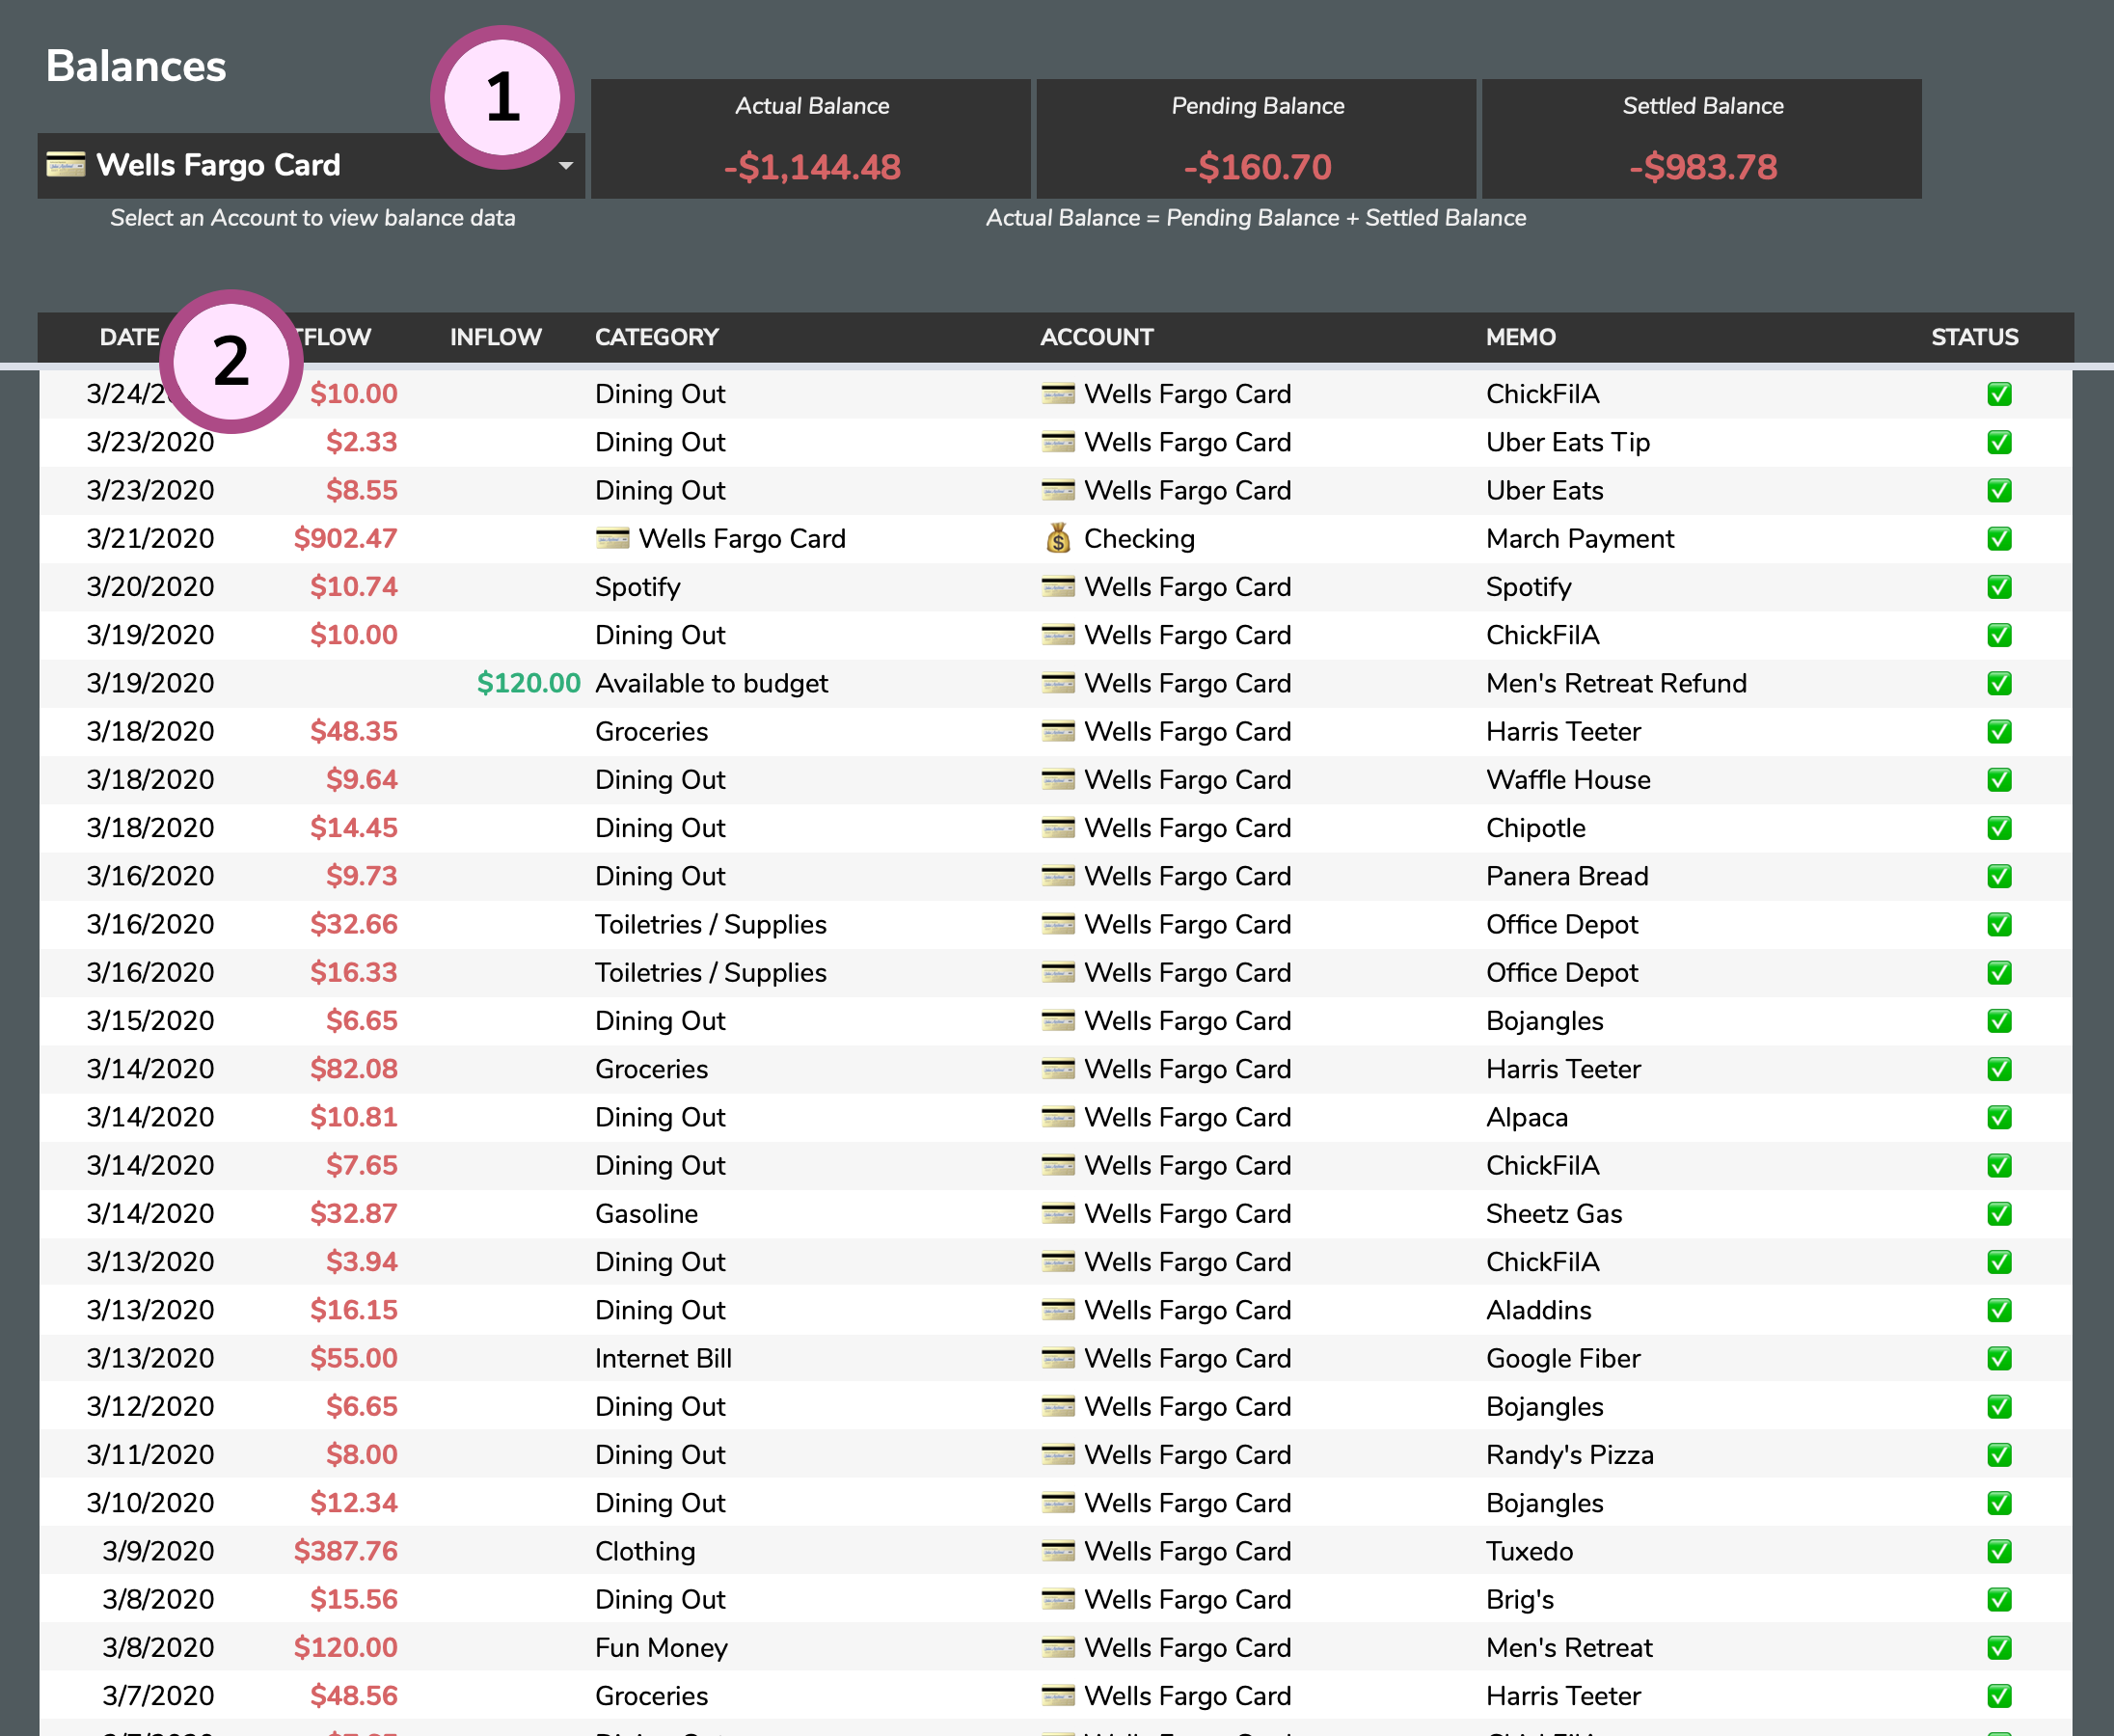 Balances
1
Actual Balance Pending Balance Settled Balance
Wells Fargo Card -$1,144.48 -$160.70 -$983.78
Select an Account to view balance data Actual Balance = Pending Balance + Settled Balance
2
DATE TFLOW INFLOW CATEGORY ACCOUNT MEMO STATUS
3/24/2 $10.00 Dining Out Wells Fargo Card ChickFilA
3/23/2020 $2.33 Dining Out Wells Fargo Card Uber Eats Tip
3/23/2020 $8.55 Dining Out Wells Fargo Card Uber Eats
3/21/2020 $902.47 Wells Fargo Card Checking March Payment
3/20/2020 $10.74 Spotify Wells Fargo Card Spotify
3/19/2020 $10.00 Dining Out Wells Fargo Card ChickFilA
3/19/2020 $120.00 Available to budget Wells Fargo Card Men's Retreat Refund
3/18/2020 $48.35 Groceries Wells Fargo Card Harris Teeter
3/18/2020 $9.64 Dining Out Wells Fargo Card Waffle House
3/18/2020 $14.45 Dining Out Wells Fargo Card Chipotle
3/16/2020 $9.73 Dining Out Wells Fargo Card Panera Bread
3/16/2020 $32.66 Toiletries / Supplies Wells Fargo Card Office Depot
3/16/2020 $16.33 Toiletries / Supplies Wells Fargo Card Office Depot
3/15/2020 $6.65 Dining Out Wells Fargo Card Bojangles
3/14/2020 $82.08 Groceries Wells Fargo Card Harris Teeter
3/14/2020 $10.81 Dining Out Wells Fargo Card Alpaca
3/14/2020 $7.65 Dining Out Wells Fargo Card ChickFilA
3/14/2020 $32.87 Gasoline Wells Fargo Card Sheetz Gas
3/13/2020 $3.94 Dining Out Wells Fargo Card ChickFilA
3/13/2020 $16.15 Dining Out Wells Fargo Card Aladdins
3/13/2020 $55.00 Internet Bill Wells Fargo Card Google Fiber
3/12/2020 $6.65 Dining Out Wells Fargo Card Bojangles
3/11/2020 $8.00 Dining Out Wells Fargo Card Randy's Pizza
3/10/2020 $12.34 Dining Out Wells Fargo Card Bojangles
3/9/2020 $387.76 Clothing Wells Fargo Card Tuxedo
3/8/2020 $15.56 Dining Out Wells Fargo Card Brig's
3/8/2020 $120.00 Fun Money Wells Fargo Card Men's Retreat
3/7/2020 $48.56 Groceries Wells Fargo Card Harris Teeter